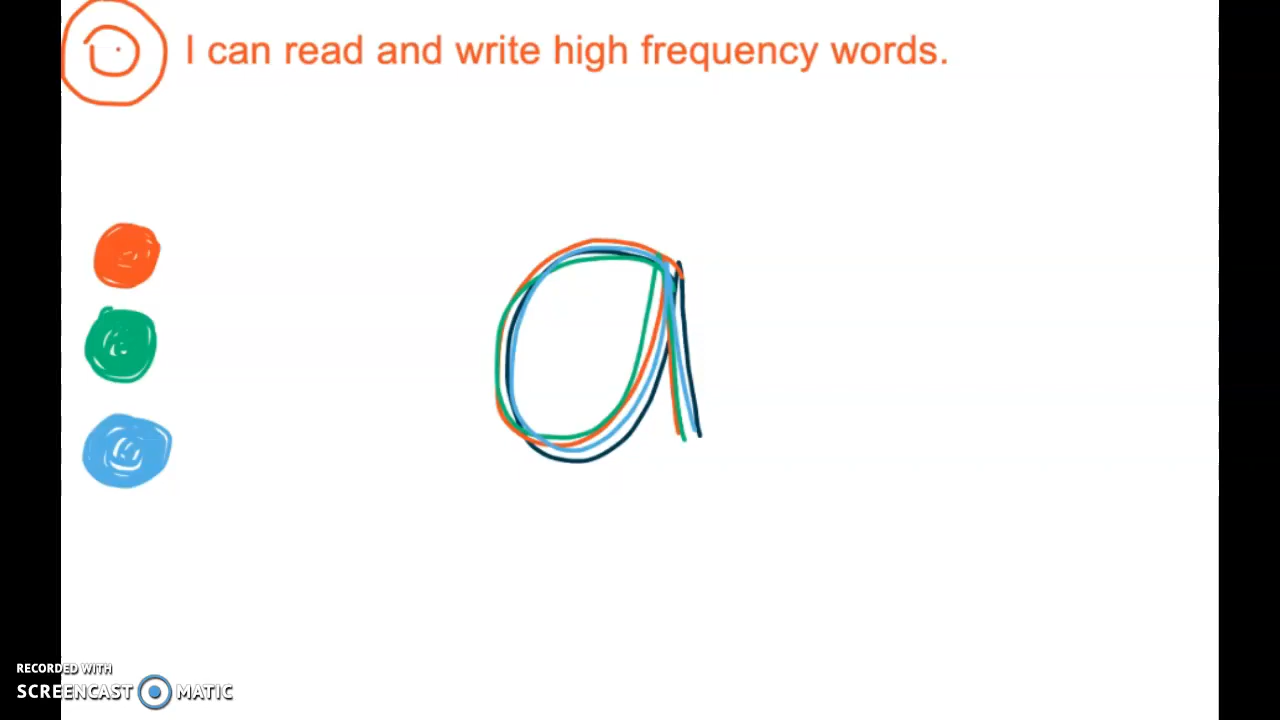 I can read and write high frequency words.
a
RECORDED WITH
SCREENCAST MATIC